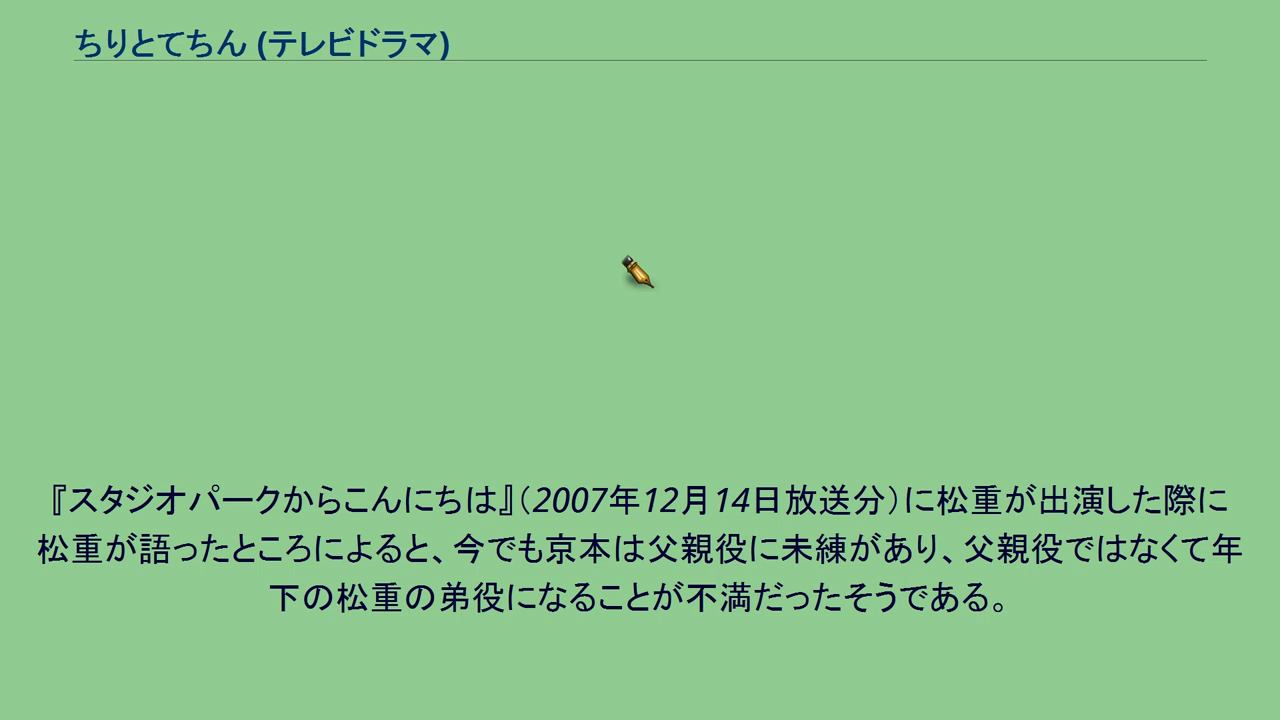 ちりとてちん (テレビドラマ)
『スタジオパークからこんにちは』（2007年12月14日放送分）に松重が出演した際に
松重が語ったところによると、今でも京本は父親役に未練があり、父親役ではなくて年
下の松重の弟役になることが不満だったそうである。